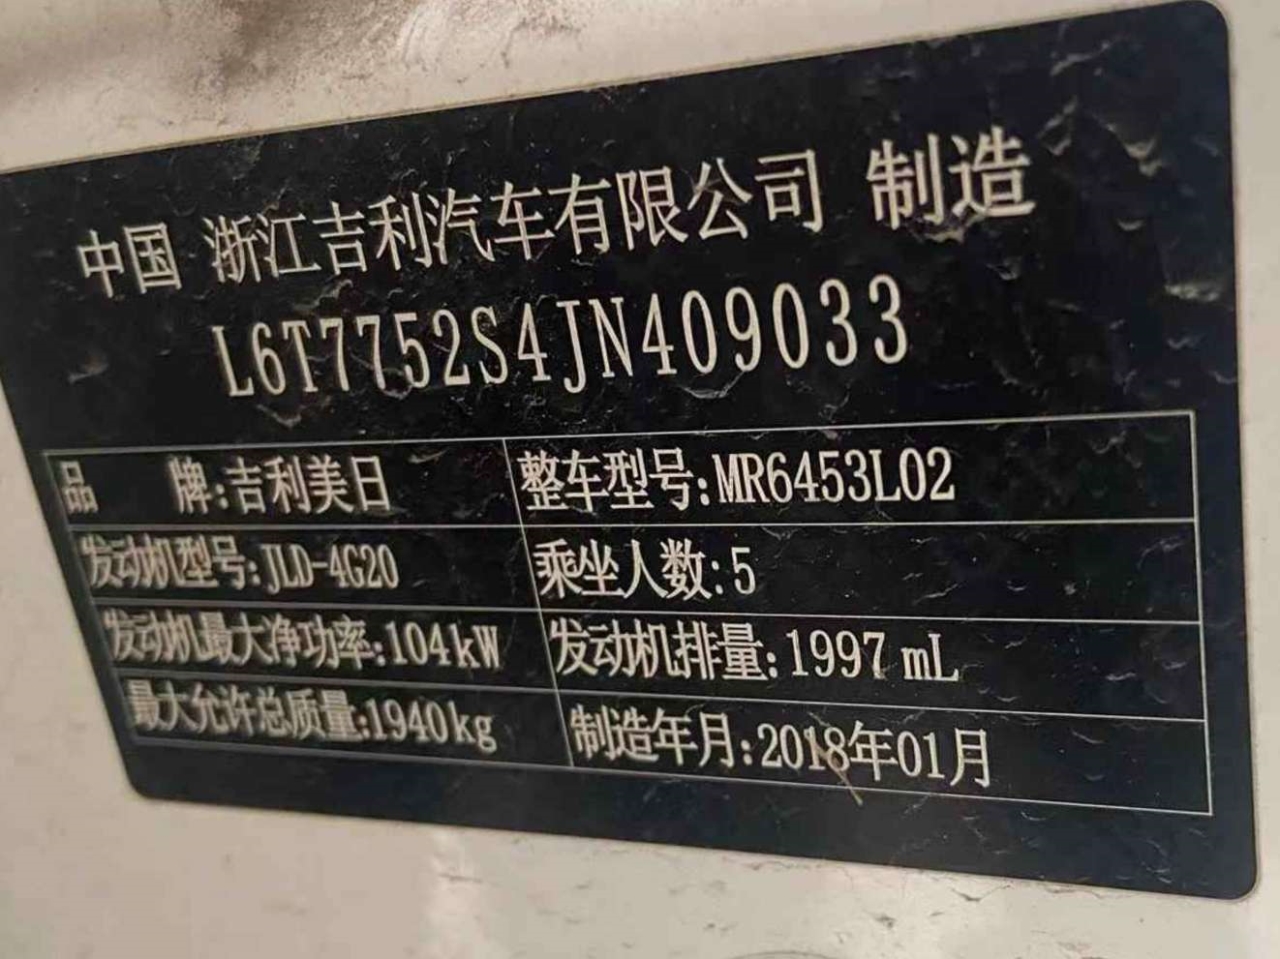 中国 浙江吉利汽车有限公司 制造
L6T7752S4JN409033
品 牌:吉利美日 整车型号:MR6453L02
发动机型号:JLD-4G20 乘坐人数:5
发动机最大净功率:104kW 发动机排量:1997 mL
最大允许总质量:1940kg 制造年月:2018年01月